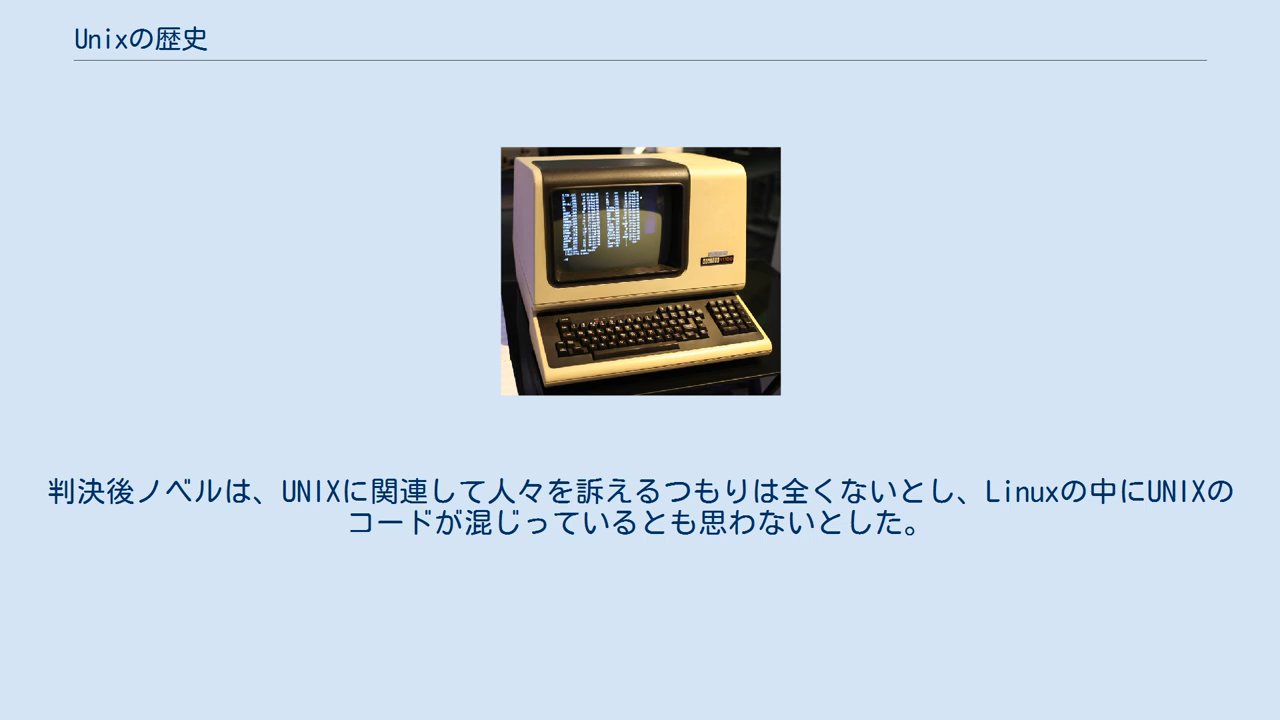 Unixの歴史
判決後ノベルは、UNIXに関連して人々を訴えるつもりは全くないとし、Linuxの中にUNIXの
コードが混じっているとも思わないとした。